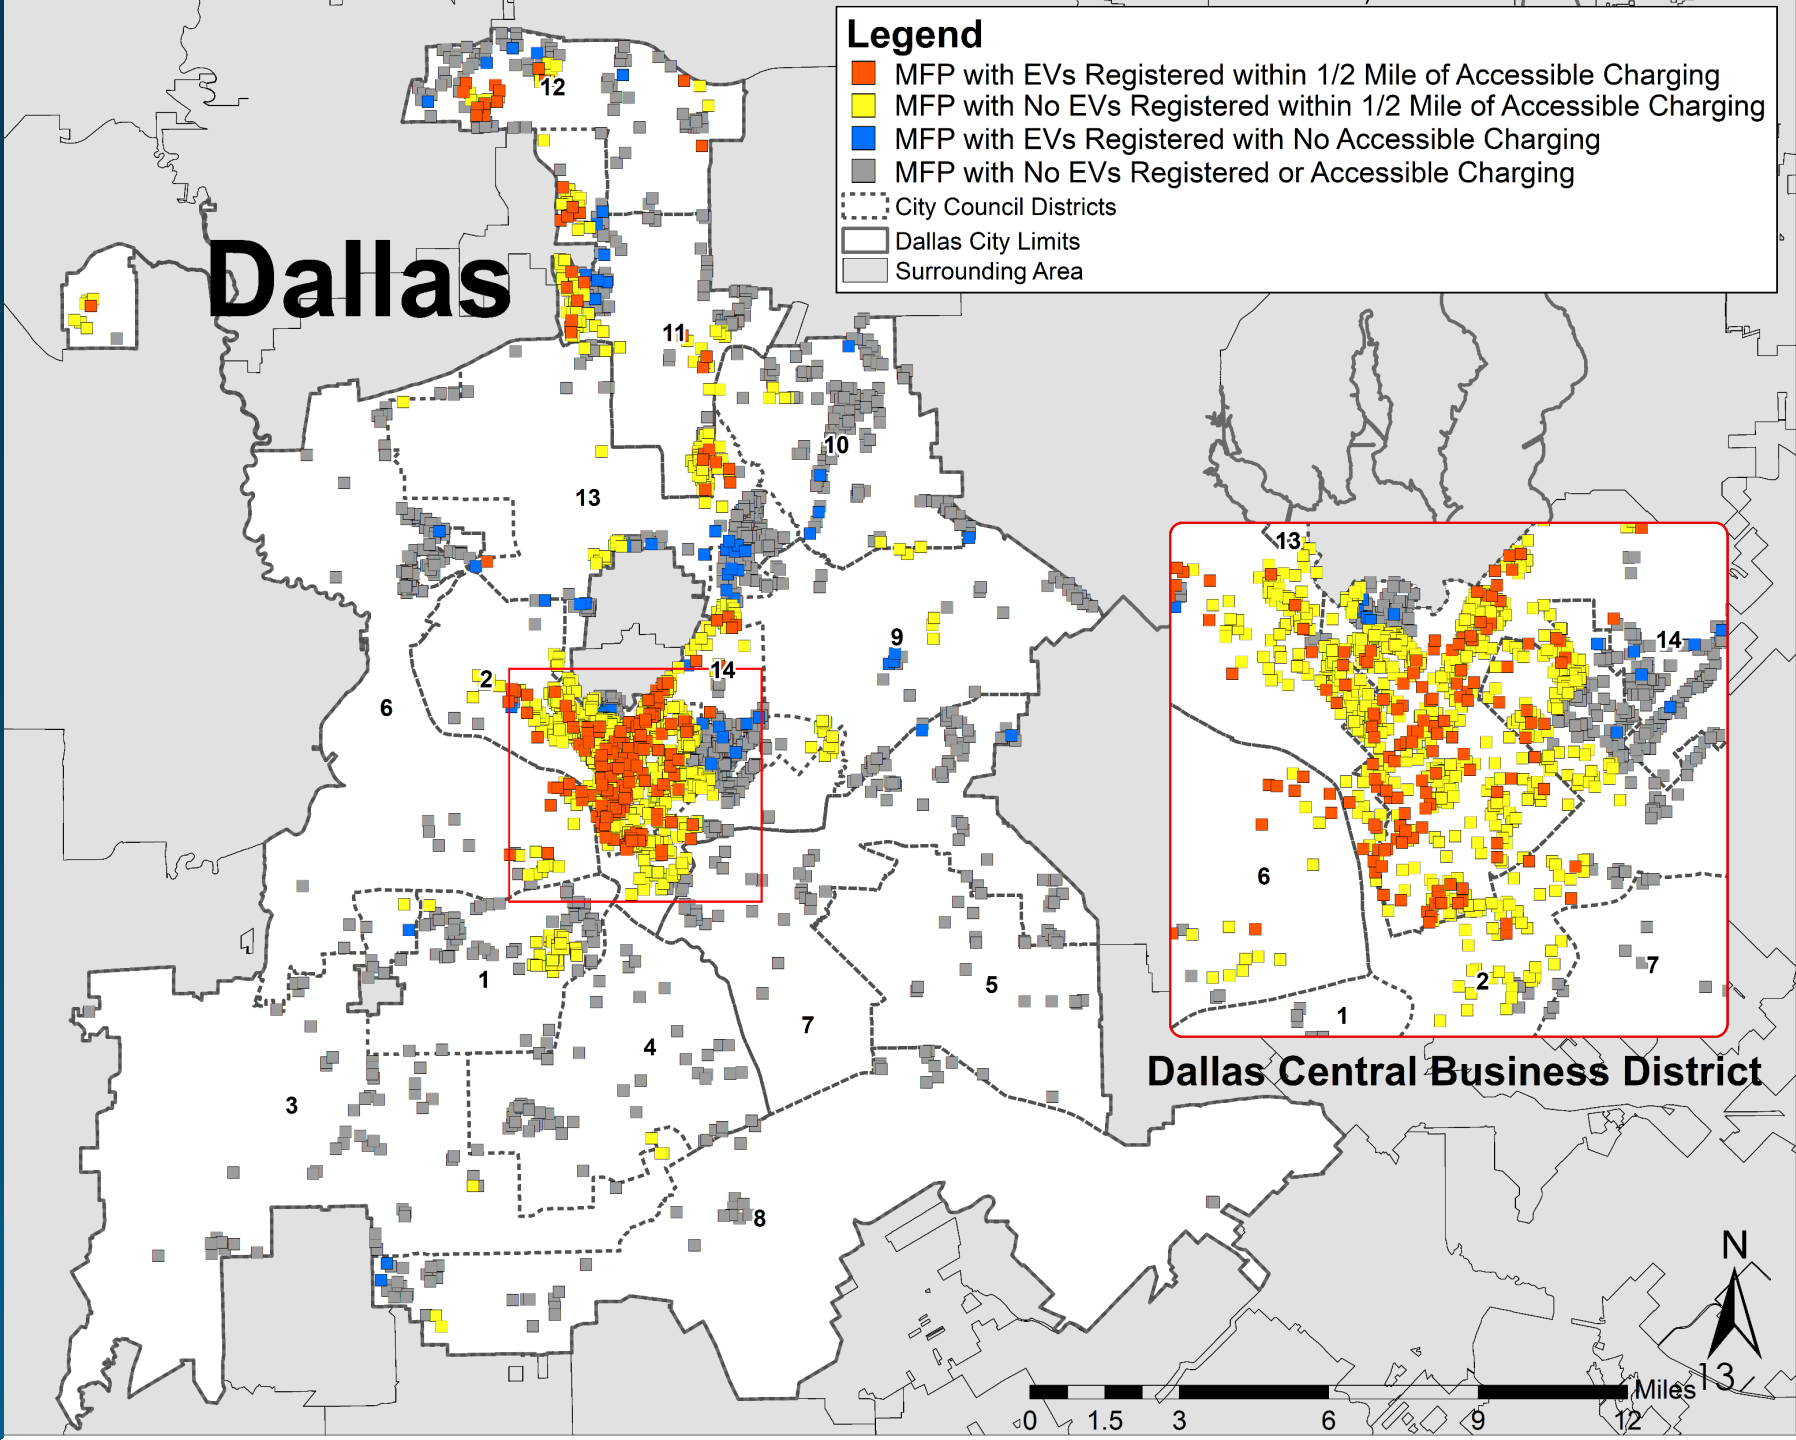 Legend
MFP with EVs Registered within 1/2 Mile of Accessible Charging
MFP with No EVs Registered within 1/2 Mile of Accessible Charging
MFP with EVs Registered with No Accessible Charging
MFP with No EVs Registered or Accessible Charging
City Council Districts
Dallas City Limits
Surrounding Area
12
Dallas
11
10
13
9
14
2
6
1
5
7
4
3
8
13
14
6
7
2
1
Dallas Central Business District
N
13
Miles
0 1.5 3 6 9 12